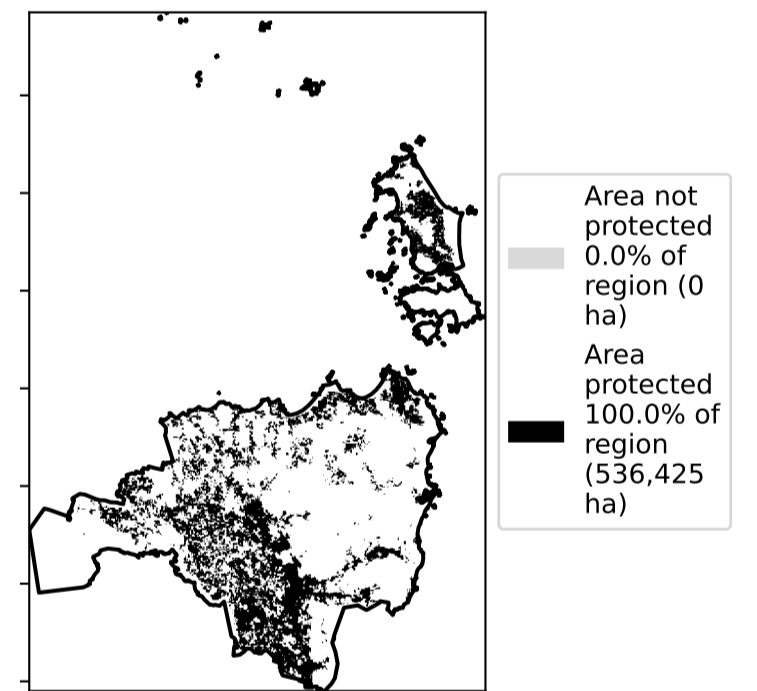 Area not
protected
0.0% of
region (0
ha)
Area
protected
100.0% of
region
(536,425
ha)